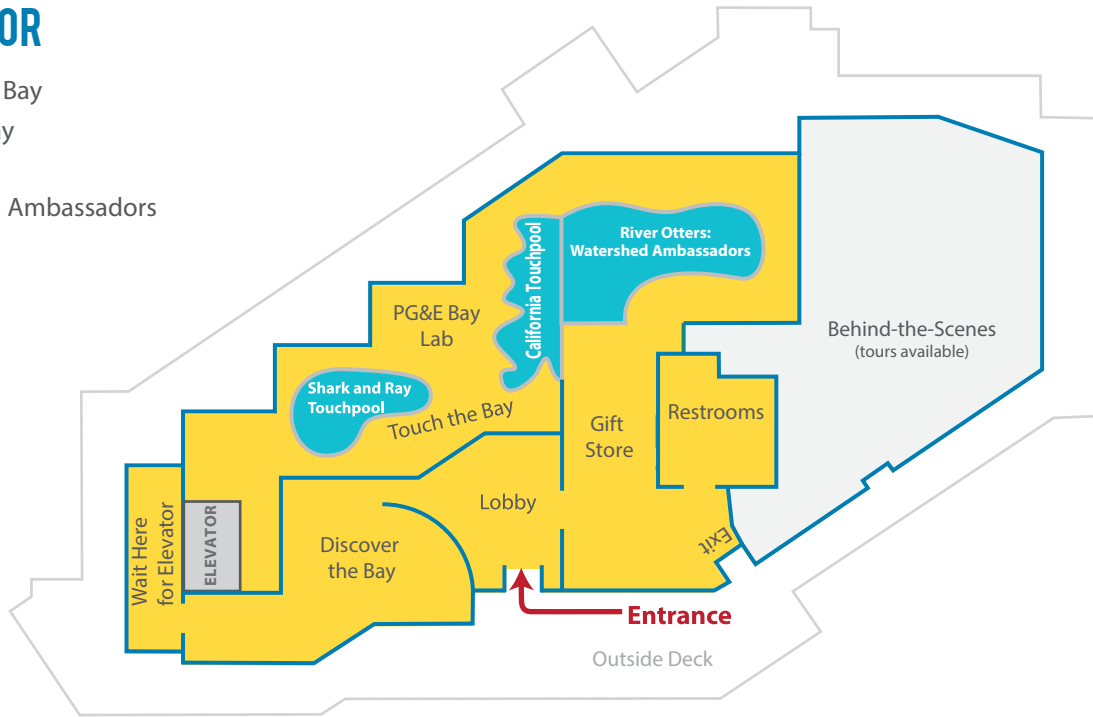 OR
Bay
Ambassadors
River Otters:
Watershed Ambassadors
California Touchpool
PG&E Bay
Lab
Behind-the-Scenes
(tours available)
Shark and Ray
Touchpool
Touch the Bay
Gift
Store
Restrooms
Lobby
Wait Here
for Elevator
ELEVATOR
Discover
the Bay
Exit
Entrance
Outside Deck